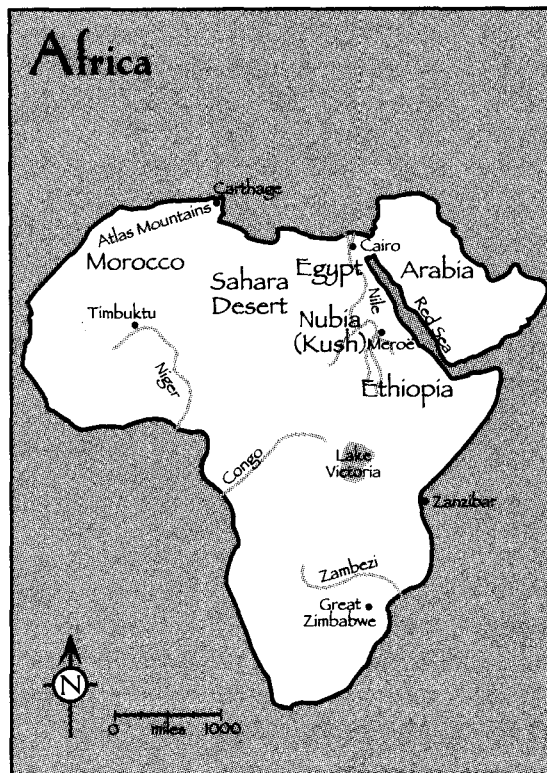 Africa
Carthage
Atlas Mountains
Morocco
Cairo
Egypt
Arabia
Sahara
Desert
Nile
Red Sea
Timbuktu
Nubia
(Kush)
Meroë
Niger
Ethiopia
Congo
Lake
Victoria
Zanzibar
Zambezi
Great
Zimbabwe
N
0 miles 1000